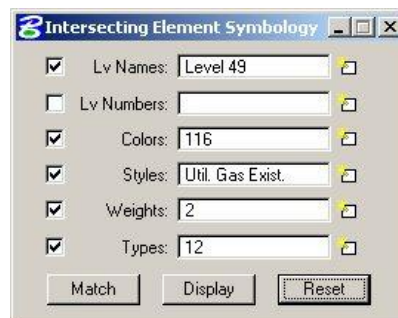 Intersecting Element Symbology
Lv Names: Level 49
Lv Numbers:
Colors: 116
Styles: Util. Gas Exist.
Weights: 2
Types: 12
Match Display Reset